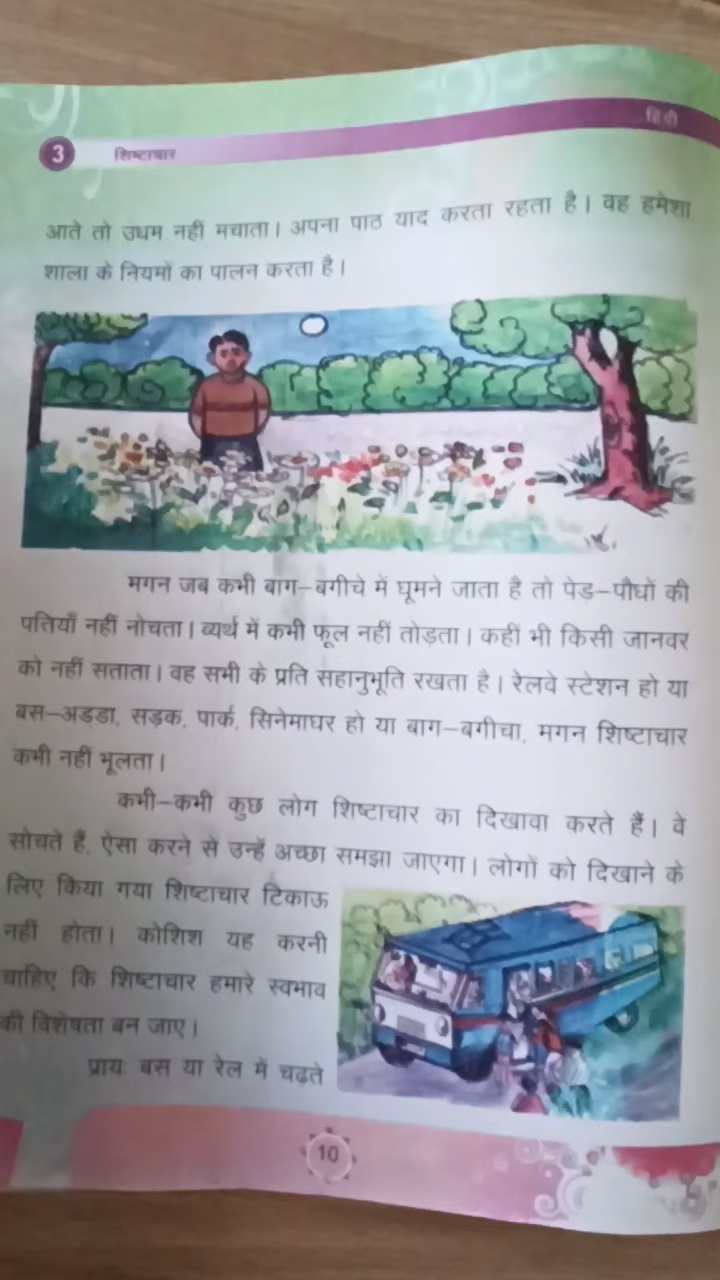 हिंदी
3 शिष्टाचार
आते तो उधम नहीं मचाता। अपना पाठ याद करता रहता है। वह हमेशा
शाला के नियमों का पालन करता है।
मगन जब कभी बाग–बगीचे में घूमने जाता है तो पेड़–पौधों की
पतियाँ नहीं नोचता। व्यर्थ में कभी फूल नहीं तोड़ता। कहीं भी किसी जानवर
को नहीं सताता। वह सभी के प्रति सहानुभूति रखता है। रेलवे स्टेशन हो या
बस–अड्डा, सड़क, पार्क, सिनेमाघर हो या बाग–बगीचा, मगन शिष्टाचार
कभी नहीं भूलता।
कभी–कभी कुछ लोग शिष्टाचार का दिखावा करते हैं। वे
सोचते हैं, ऐसा करने से उन्हें अच्छा समझा जाएगा। लोगों को दिखाने के
लिए किया गया शिष्टाचार टिकाऊ
नहीं होता। कोशिश यह करनी
चाहिए कि शिष्टाचार हमारे स्वभाव
की विशेषता बन जाए।
प्रायः बस या रेल में चढ़ते
10